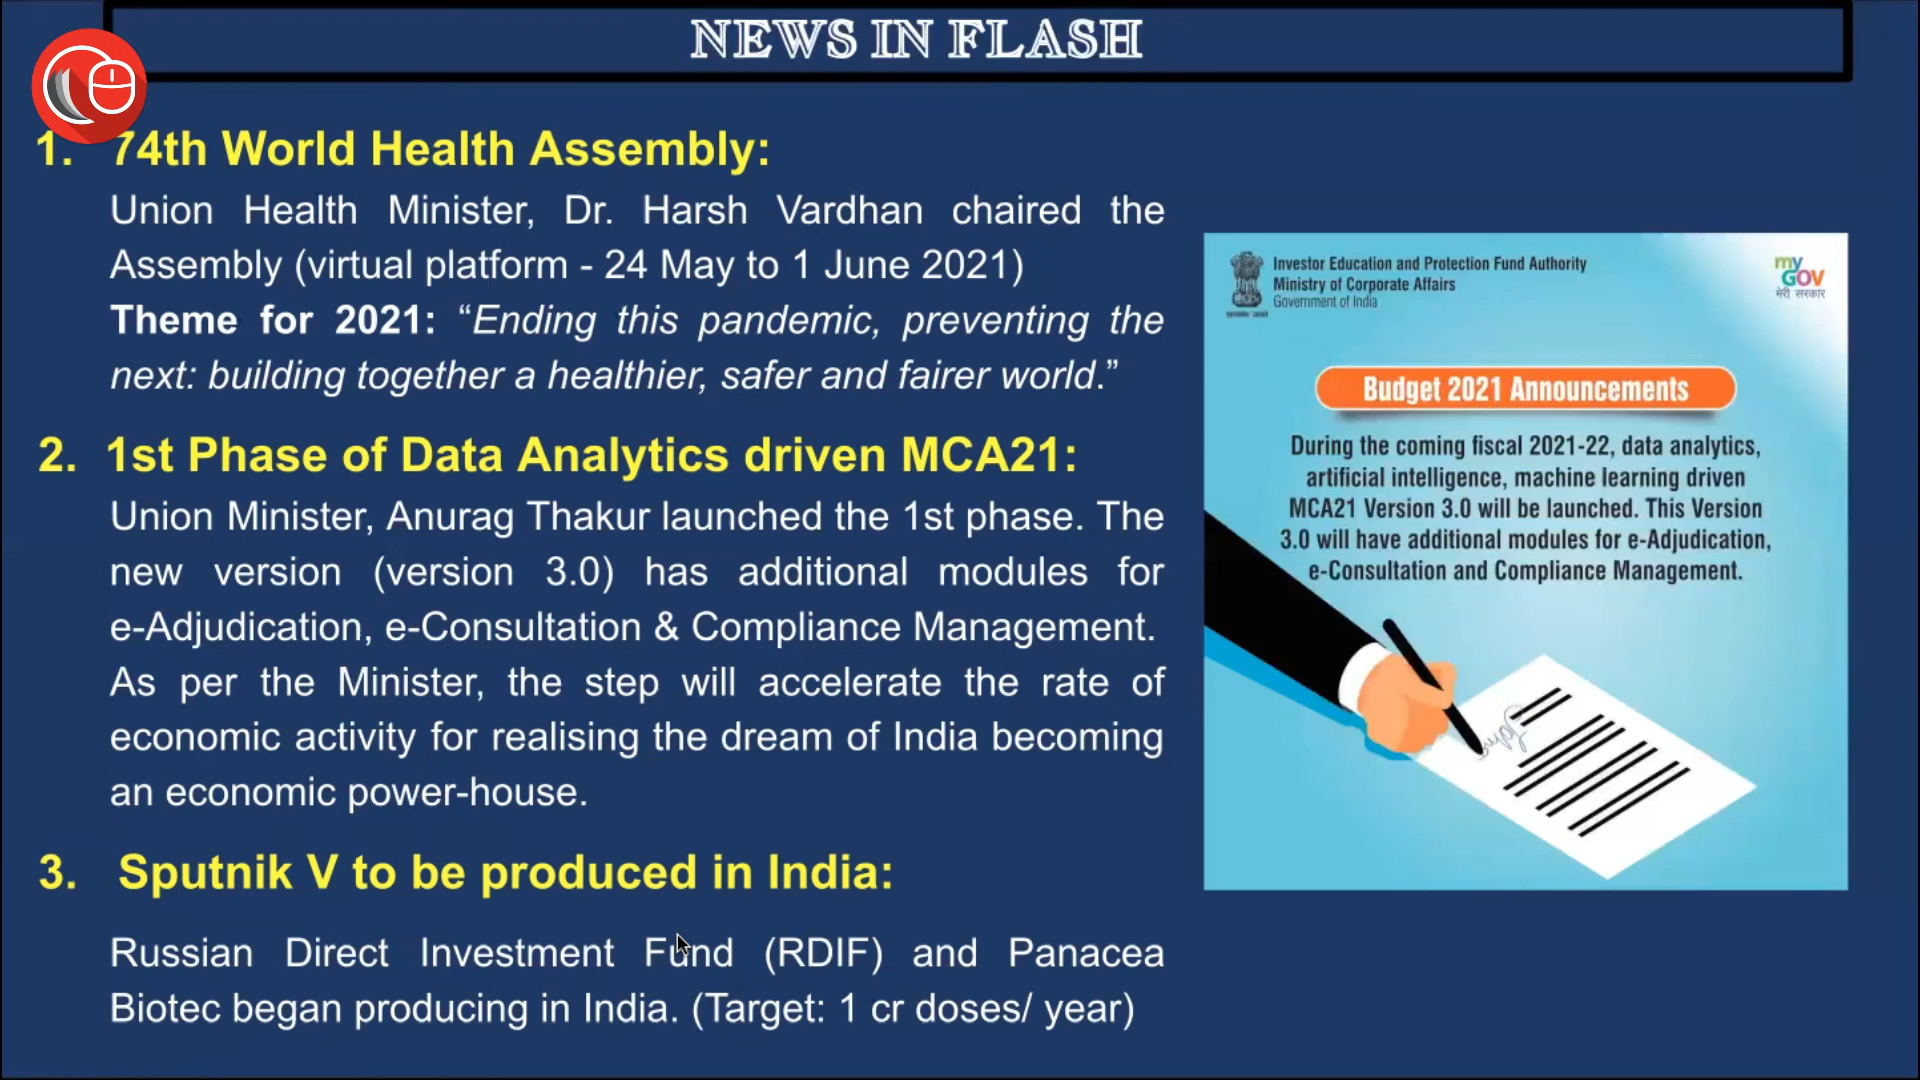 NEWS IN FLASH
1. 74th World Health Assembly:
Union Health Minister, Dr. Harsh Vardhan chaired the
Assembly (virtual platform - 24 May to 1 June 2021)
Theme for 2021: “Ending this pandemic, preventing the
next: building together a healthier, safer and fairer world.”
2. 1st Phase of Data Analytics driven MCA21:
Union Minister, Anurag Thakur launched the 1st phase. The
new version (version 3.0) has additional modules for
e-Adjudication, e-Consultation & Compliance Management.
As per the Minister, the step will accelerate the rate of
economic activity for realising the dream of India becoming
an economic power-house.
3. Sputnik V to be produced in India:
Russian Direct Investment Fund (RDIF) and Panacea
Biotec began producing in India. (Target: 1 cr doses/ year)
Investor Education and Protection Fund Authority
Ministry of Corporate Affairs
Government of India
my
GOV
मेरी सरकार
Budget 2021 Announcements
During the coming fiscal 2021-22, data analytics,
artificial intelligence, machine learning driven
MCA21 Version 3.0 will be launched. This Version
3.0 will have additional modules for e-Adjudication,
e-Consultation and Compliance Management.